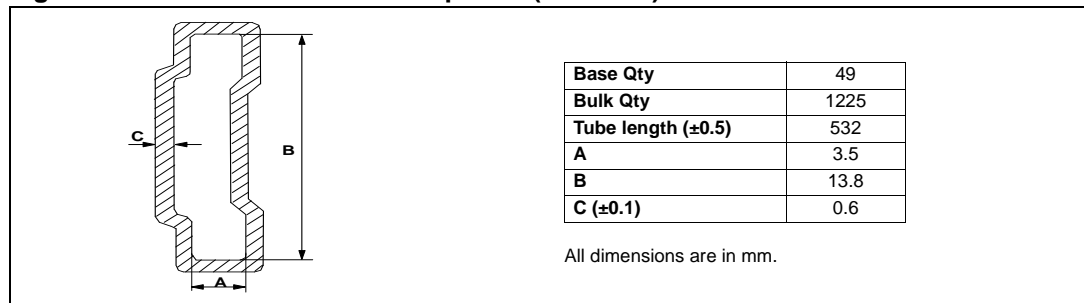 C
B
A
Base Qty 49
Bulk Qty 1225
Tube length (±0.5) 532
A 3.5
B 13.8
C (±0.1) 0.6
All dimensions are in mm.